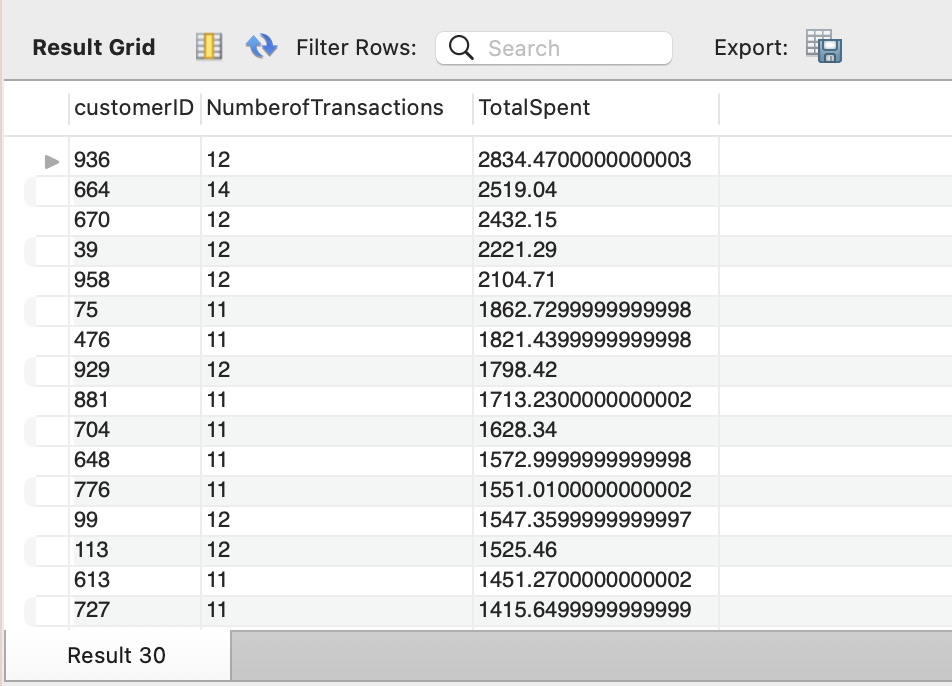 Result Grid Filter Rows: Search Export:
customerID NumberofTransactions TotalSpent
936 12 2834.4700000000003
664 14 2519.04
670 12 2432.15
39 12 2221.29
958 12 2104.71
75 11 1862.7299999999998
476 11 1821.4399999999998
929 12 1798.42
881 11 1713.2300000000002
704 11 1628.34
648 11 1572.9999999999998
776 11 1551.0100000000002
99 12 1547.3599999999997
113 12 1525.46
613 11 1451.2700000000002
727 11 1415.6499999999999
Result 30